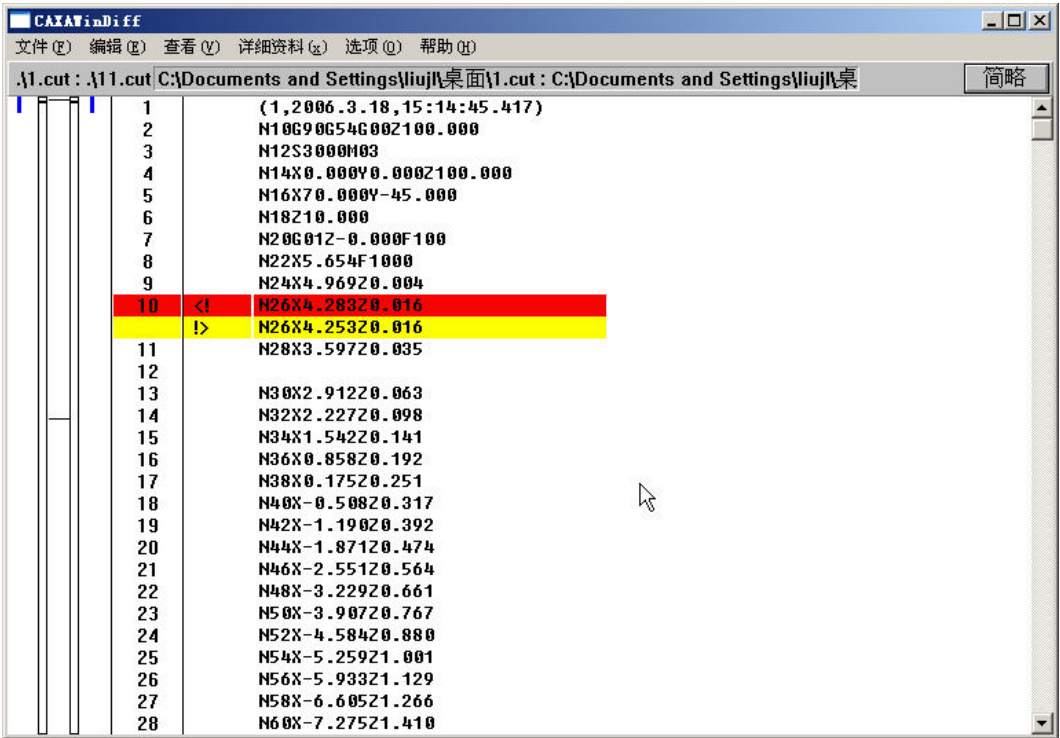 CAXAWinDiff
文件(F) 编辑(E) 查看(V) 详细资料(x) 选项(O) 帮助(H)
.\1.cut : .\11.cut C:\Documents and Settings\liujl\桌面\1.cut : C:\Documents and Settings\liujl\桌 简略
1 (1,2006.3.18,15:14:45.417)
2 N10G90G54G00Z100.000
3 N12S3000M03
4 N14X0.000Y0.000Z100.000
5 N16X70.000Y-45.000
6 N18Z10.000
7 N20G01Z-0.000F100
8 N22X5.654F1000
9 N24X4.969Z0.004
10 <! N26X4.283Z0.016
!> N26X4.253Z0.016
11 N28X3.597Z0.035
12
13 N30X2.912Z0.063
14 N32X2.227Z0.098
15 N34X1.542Z0.141
16 N36X0.858Z0.192
17 N38X0.175Z0.251
18 N40X-0.508Z0.317
19 N42X-1.190Z0.392
20 N44X-1.871Z0.474
21 N46X-2.551Z0.564
22 N48X-3.229Z0.661
23 N50X-3.907Z0.767
24 N52X-4.584Z0.880
25 N54X-5.259Z1.001
26 N56X-5.933Z1.129
27 N58X-6.605Z1.266
28 N60X-7.275Z1.410